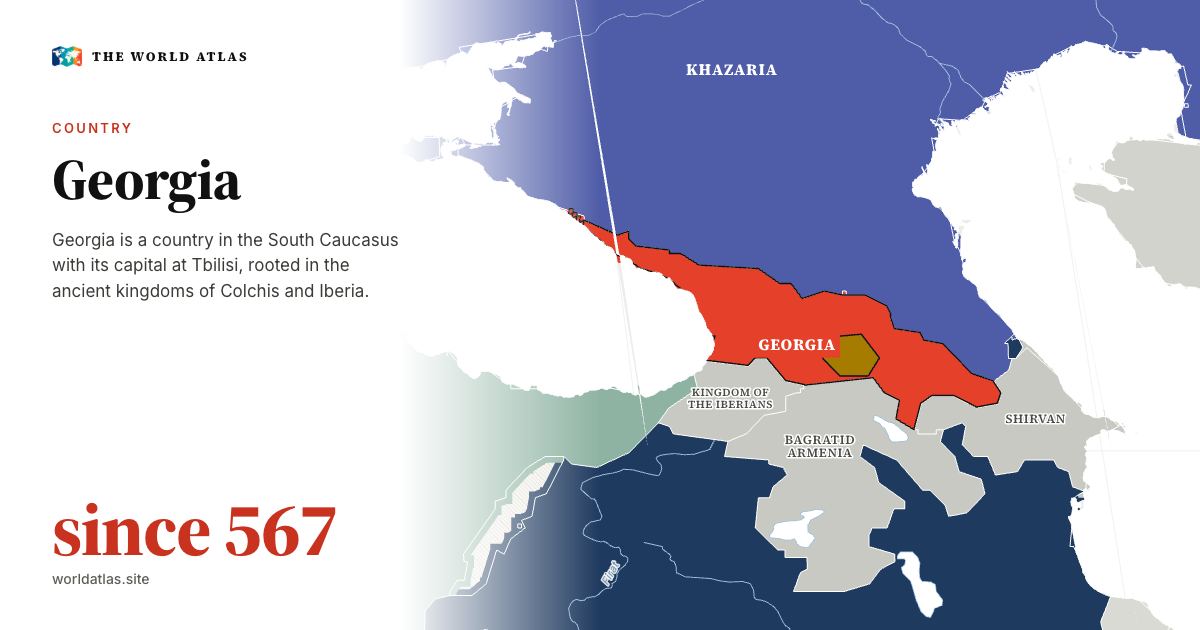 THE WORLD ATLAS
COUNTRY
Georgia
Georgia is a country in the South Caucasus
with its capital at Tbilisi, rooted in the
ancient kingdoms of Colchis and Iberia.
since 567
worldatlas.site
KHAZARIA
GEORGIA
KINGDOM OF
THE IBERIANS
BAGRATID
ARMENIA
SHIRVAN
Firat